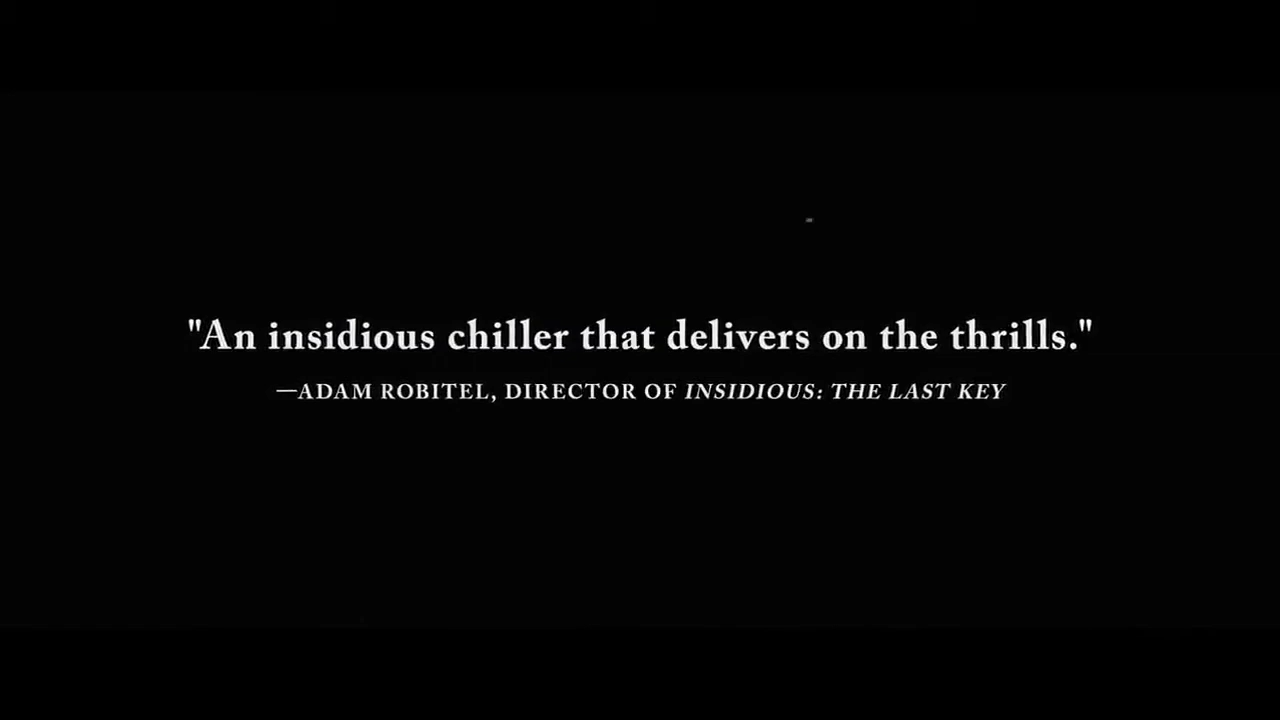 "An insidious chiller that delivers on the thrills."
—ADAM ROBITEL, DIRECTOR OF INSIDIOUS: THE LAST KEY